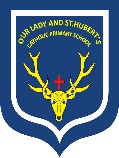 OUR LADY AND ST.HUBERT'S
CATHOLIC PRIMARY SCHOOL